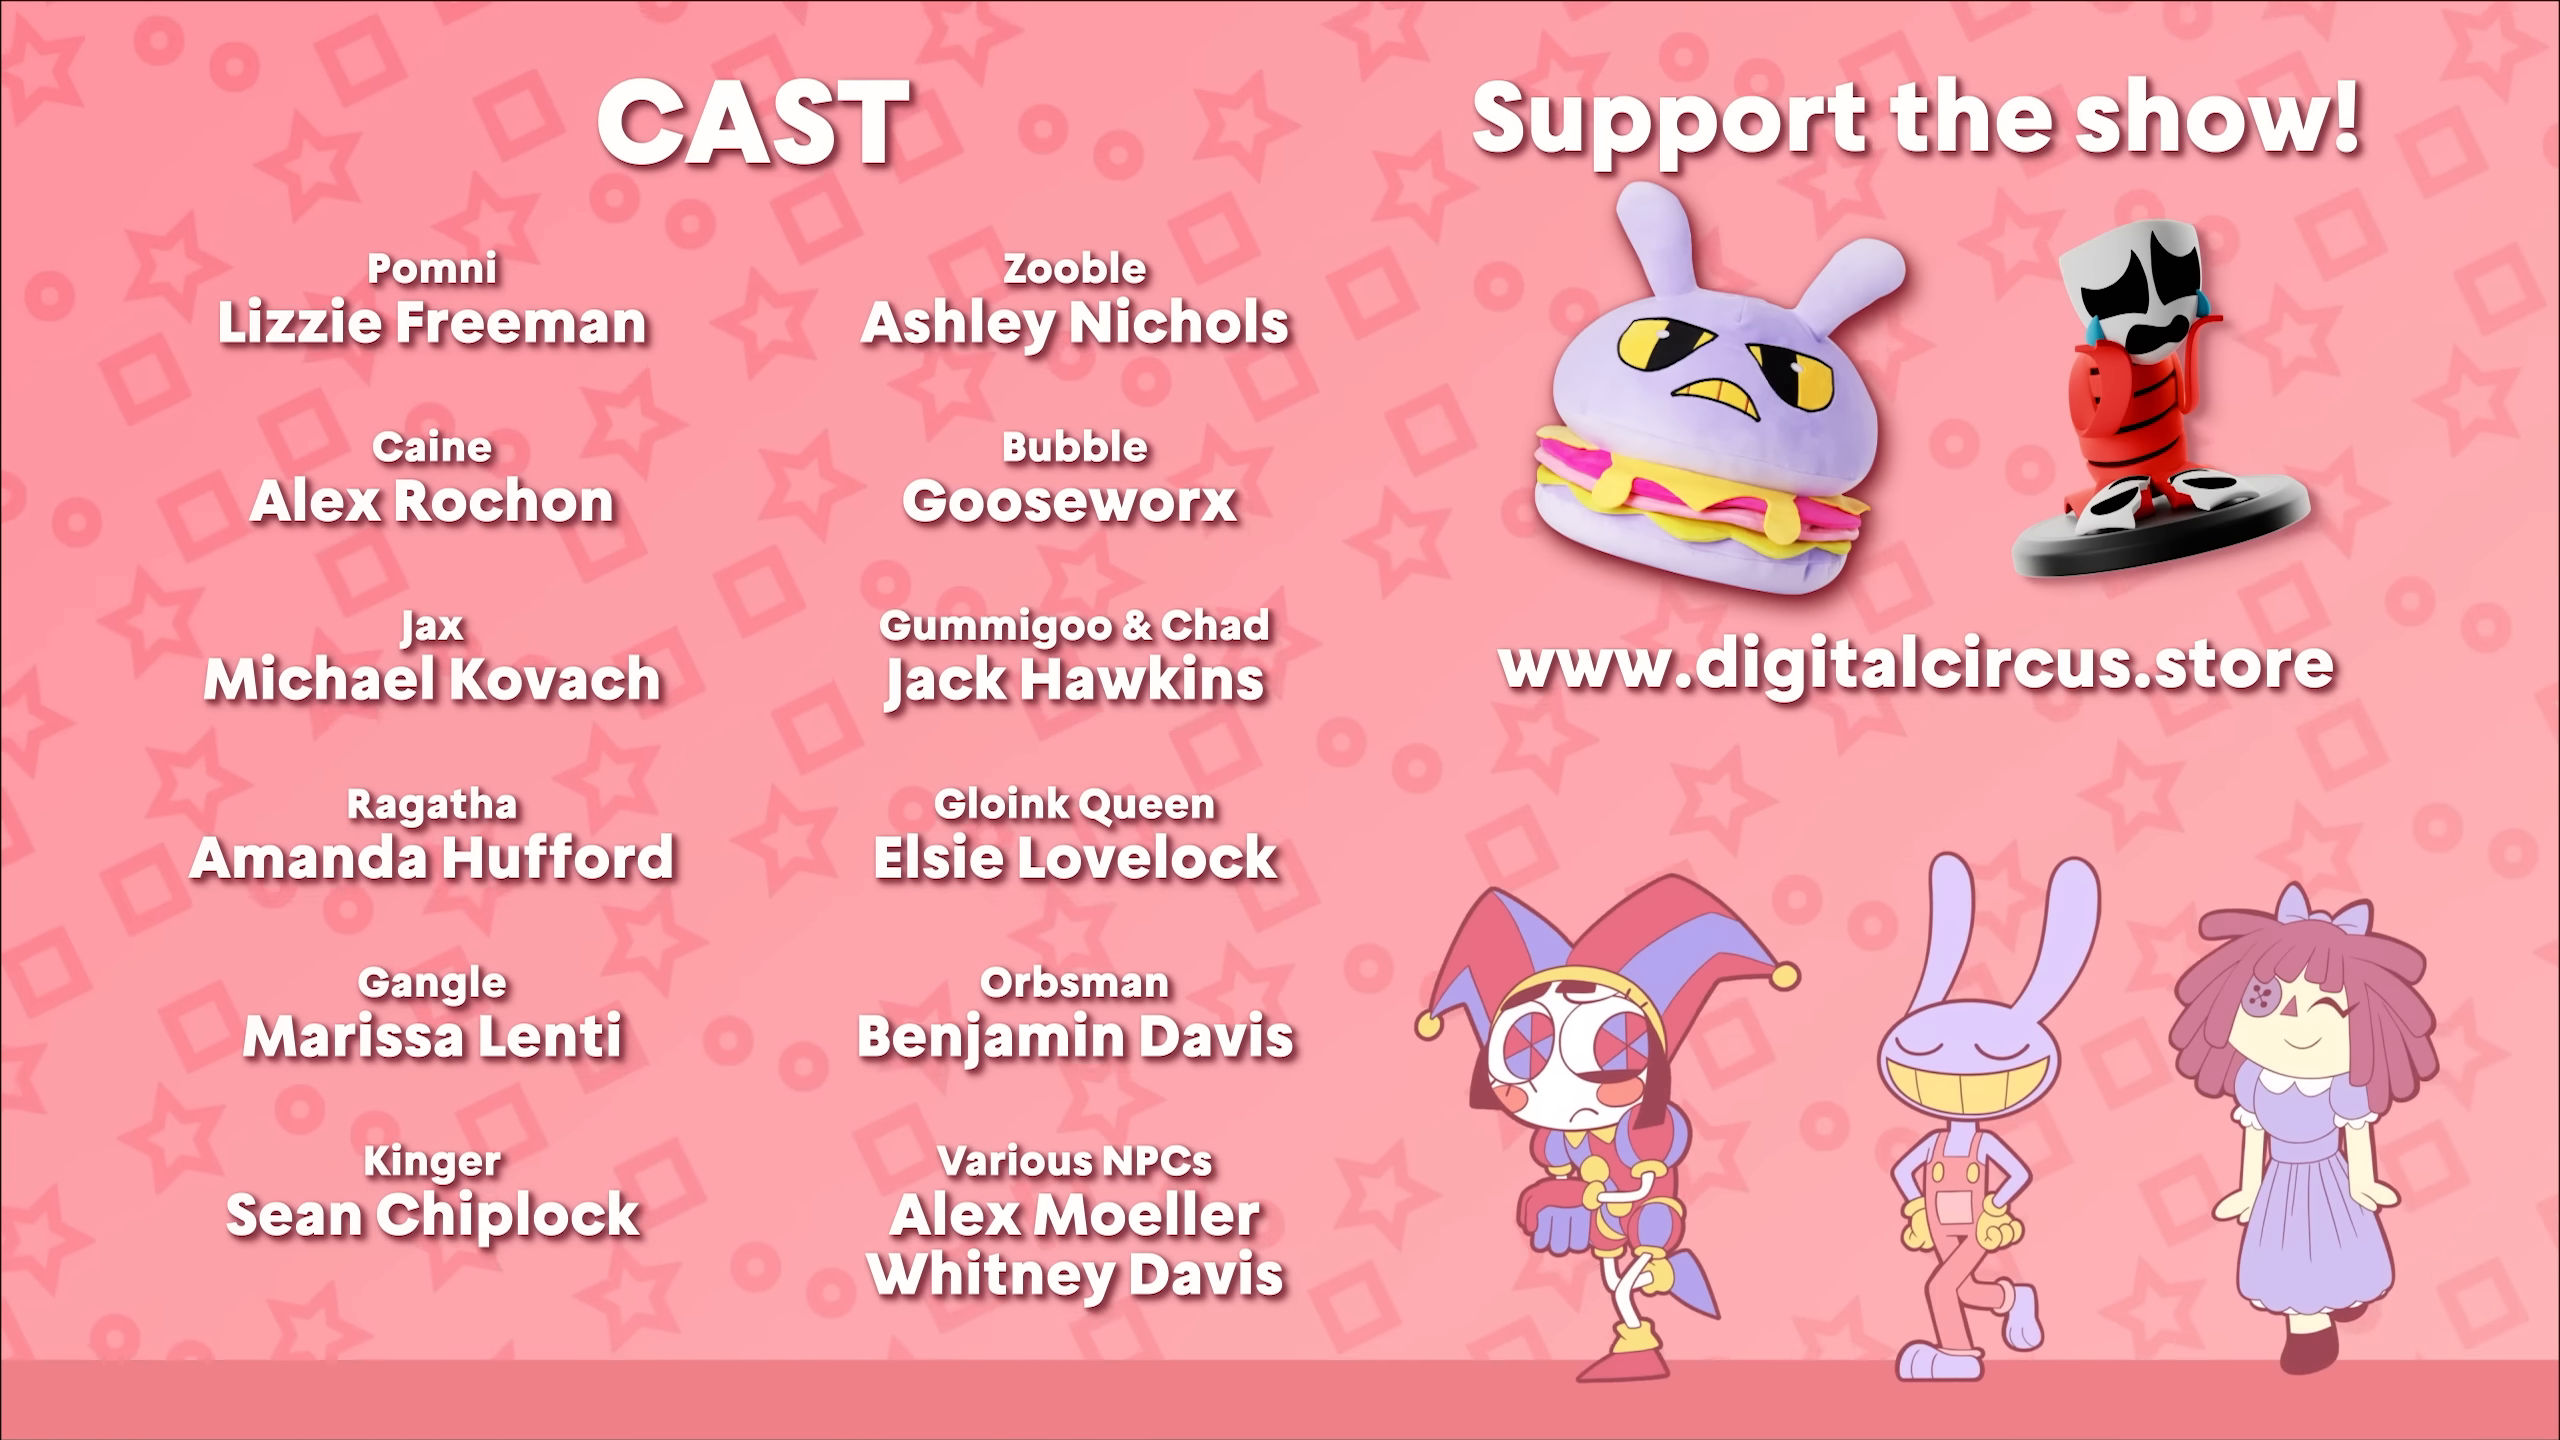 CAST
Pomni
Lizzie Freeman
Caine
Alex Rochon
Jax
Michael Kovach
Ragatha
Amanda Hufford
Gangle
Marissa Lenti
Kinger
Sean Chiplock
Zooble
Ashley Nichols
Bubble
Gooseworx
Gummigoo & Chad
Jack Hawkins
Gloink Queen
Elsie Lovelock
Orbsman
Benjamin Davis
Various NPCs
Alex Moeller
Whitney Davis
Support the show!
www.digitalcircus.store